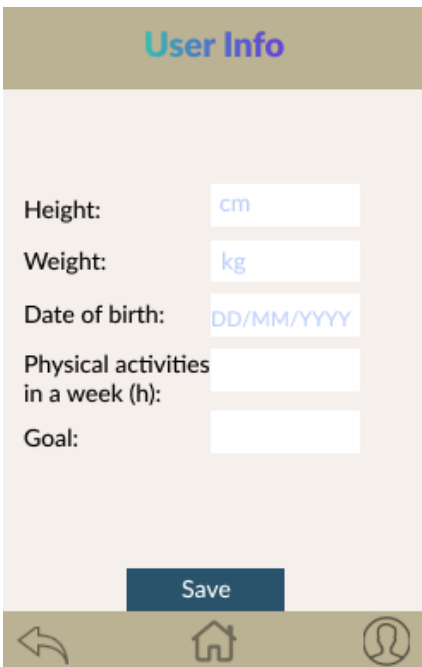 User Info
Height: cm
Weight: kg
Date of birth: DD/MM/YYYY
Physical activities
in a week (h):
Goal:
Save